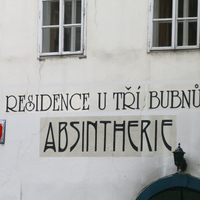 RESIDENCE U TŘÍ BUBNŮ
ABSINTHERIE